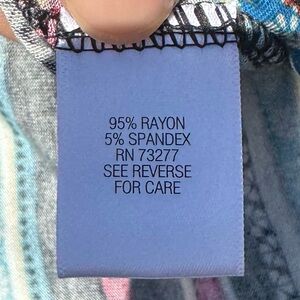 95% RAYON
5% SPANDEX
RN 73277
SEE REVERSE
FOR CARE